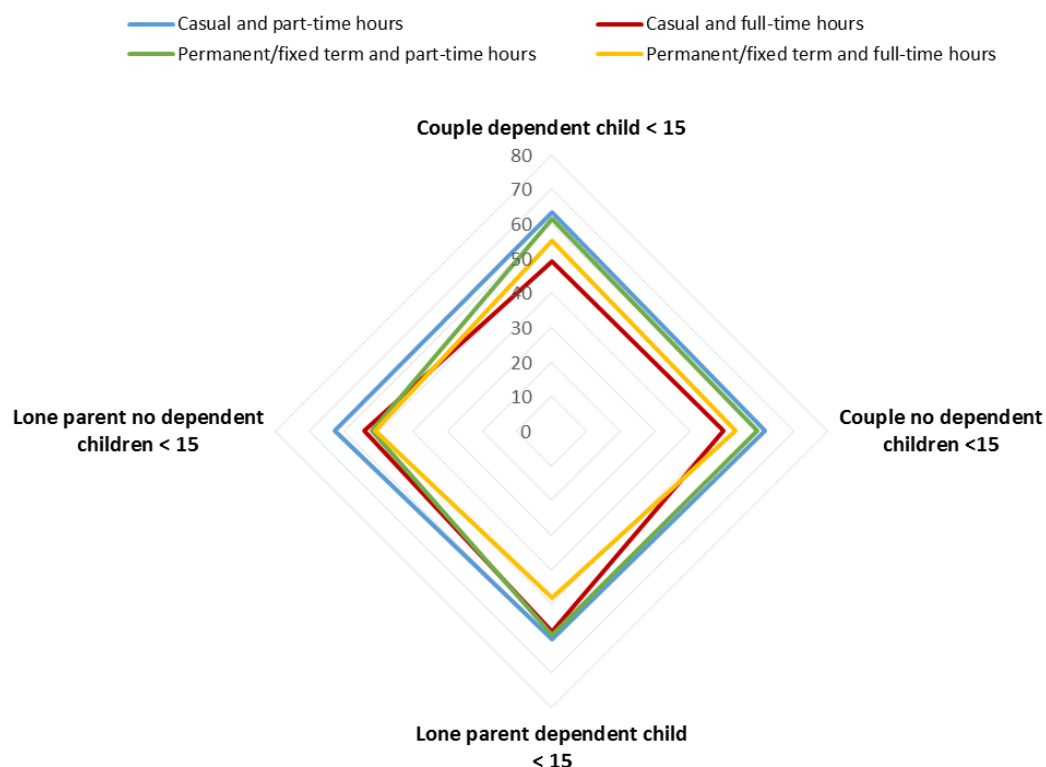 Casual and part-time hours
Casual and full-time hours
Permanent/fixed term and part-time hours
Permanent/fixed term and full-time hours
Couple dependent child < 15
80
70
60
50
40
30
20
10
0
Lone parent no dependent
children < 15
Couple no dependent
children <15
Lone parent dependent child
< 15